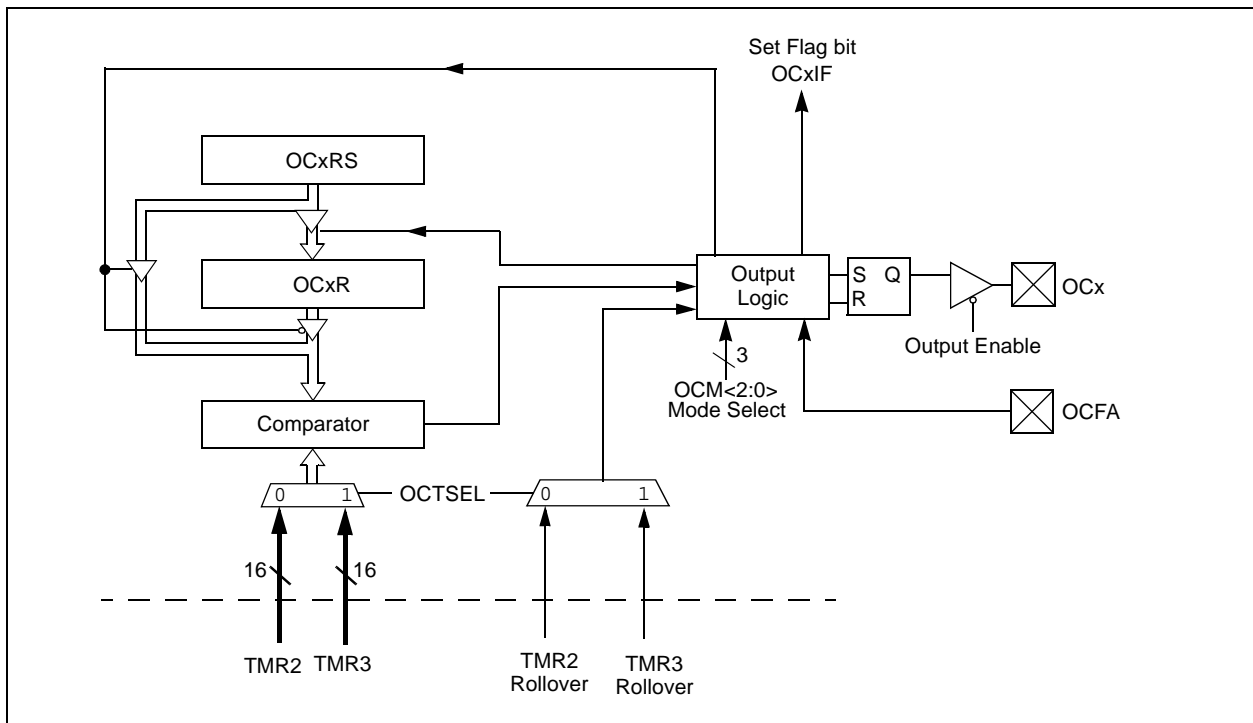 Set Flag bit
OCxIF
OCxRS
OCxR
Output
Logic
S Q
R
OCx
Output Enable
3
OCM<2:0>
Mode Select
OCFA
Comparator
0 1
OCTSEL
0 1
16
16
TMR2
TMR3
TMR2
Rollover
TMR3
Rollover